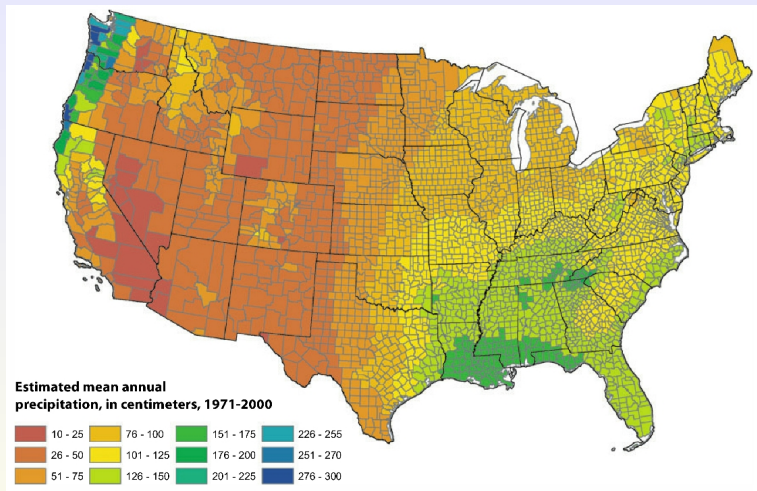 Estimated mean annual
precipitation, in centimeters, 1971-2000
10 - 25
26 - 50
51 - 75
76 - 100
101 - 125
126 - 150
151 - 175
176 - 200
201 - 225
226 - 255
251 - 270
276 - 300